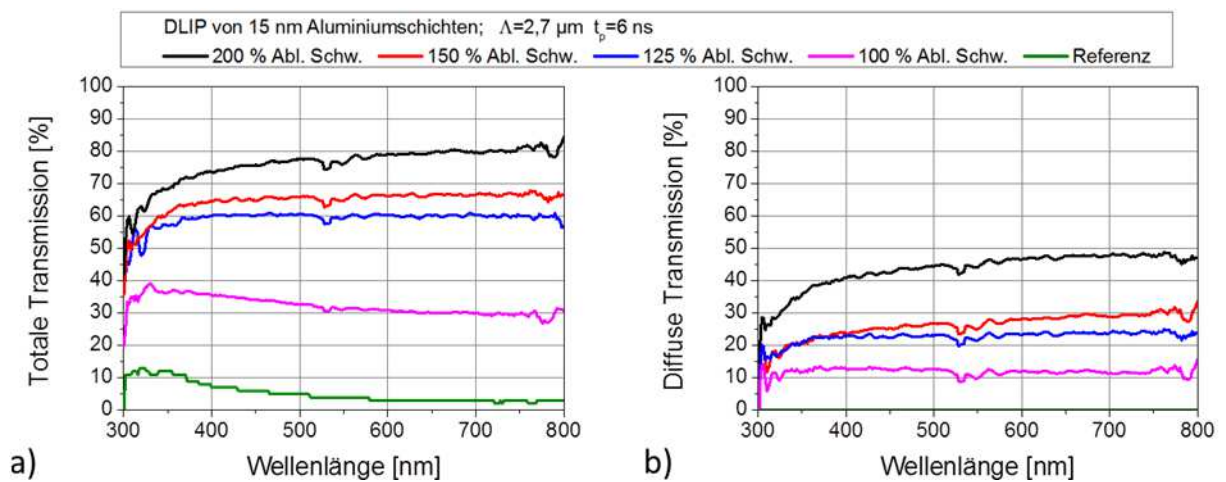 DLIP von 15 nm Aluminiumschichten; Λ=2,7 µm tp=6 ns
200 % Abl. Schw. 150 % Abl. Schw. 125 % Abl. Schw. 100 % Abl. Schw. Referenz
Totale Transmission [%]
100
90
80
70
60
50
40
30
20
10
0
300 400 500 600 700 800
Wellenlänge [nm]
a)
Diffuse Transmission [%]
100
90
80
70
60
50
40
30
20
10
0
300 400 500 600 700 800
Wellenlänge [nm]
b)